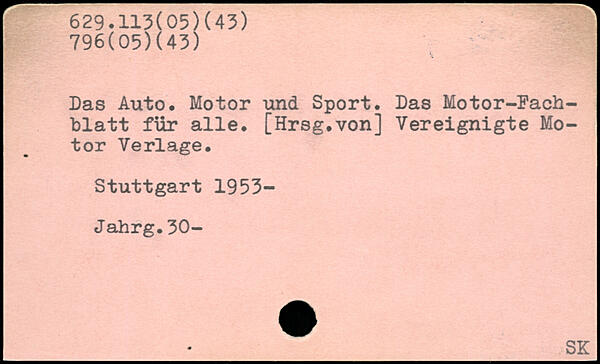 629.113(05)(43)
796(05)(43)
Das Auto. Motor und Sport. Das Motor-Fach-
blatt für alle. [Hrsg.von] Vereignigte Mo-
tor Verlage.
Stuttgart 1953-
Jahrg.30-
SK